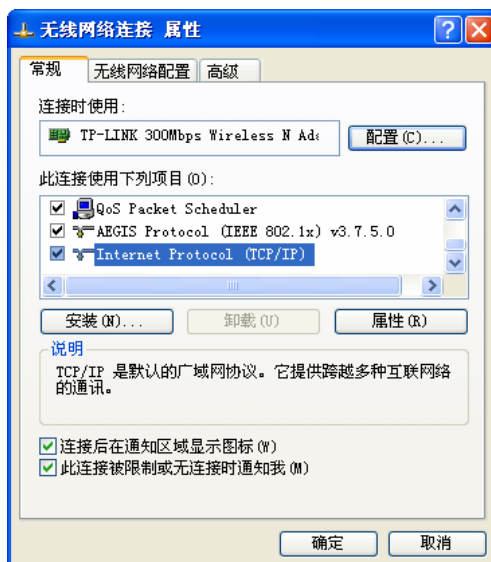 无线网络连接 属性
常规 无线网络配置 高级
连接时使用:
TP-LINK 300Mbps Wireless N Ad
配置(C)...
此连接使用下列项目(O):
QoS Packet Scheduler
AEGIS Protocol (IEEE 802.1x) v3.7.5.0
Internet Protocol (TCP/IP)
安装(N)... 卸载(U) 属性(R)
说明
TCP/IP 是默认的广域网协议。它提供跨越多种互联网络
的通讯。
连接后在通知区域显示图标(W)
此连接被限制或无连接时通知我(M)
确定 取消